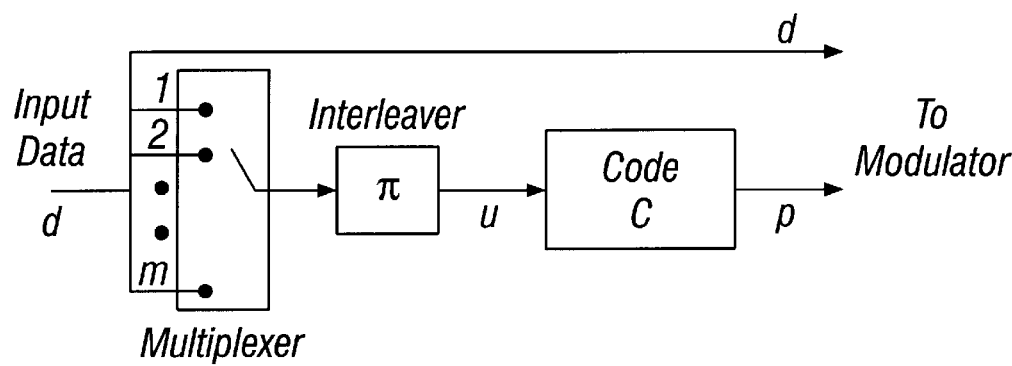 d
1
Input
Data
2
Interleaver
To
Modulator
π
Code
C
d
u
p
m
Multiplexer